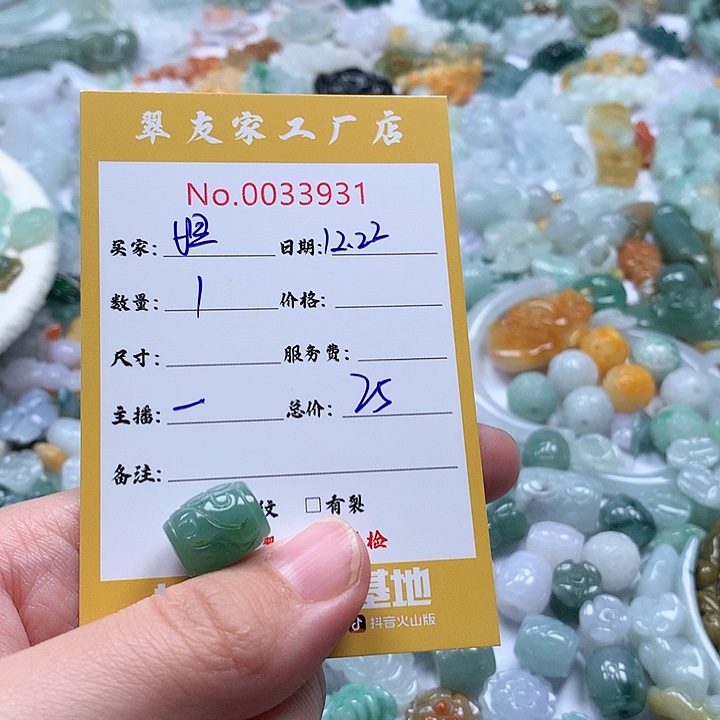 翠友家工厂店
No.0033931
买家: 坦 日期: 12.22
数量: 1 价格:
尺寸: 服务费:
主播: 一 总价: 25
备注:
纹 □有裂
检
基地
抖音火山版